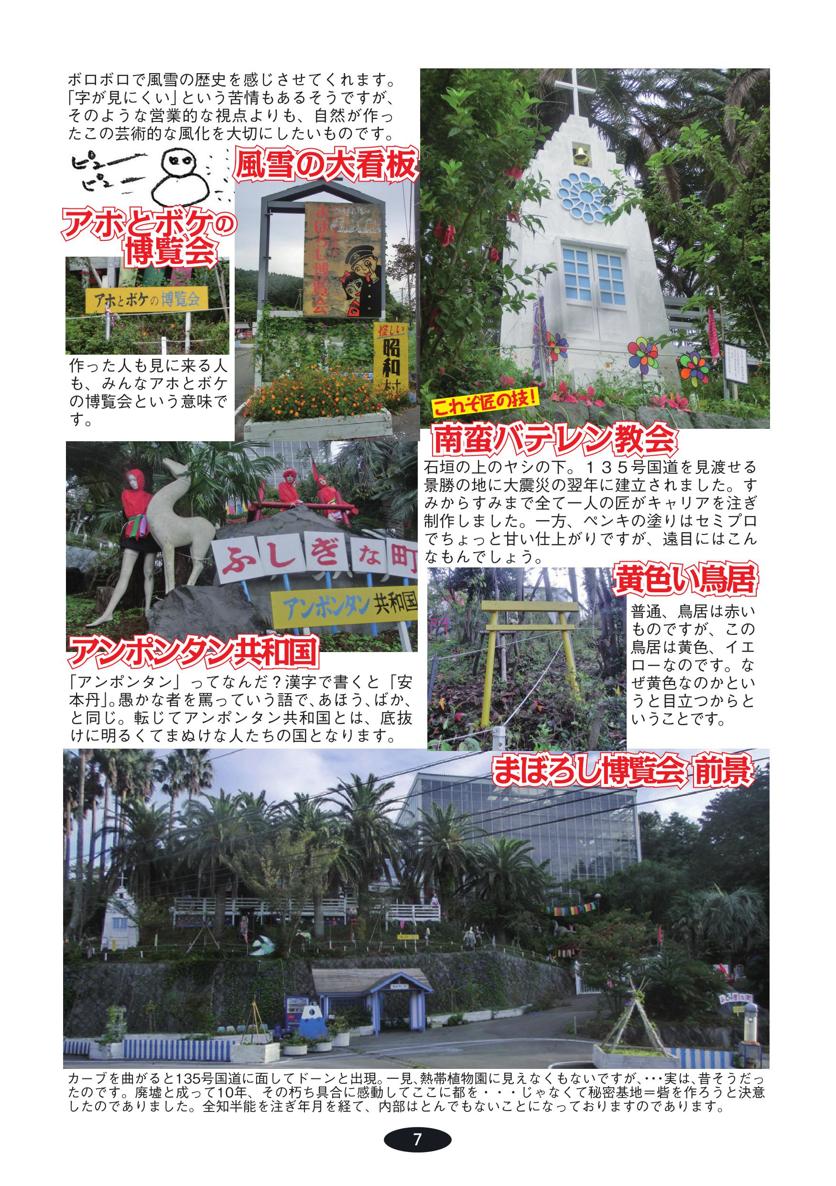 ボロボロで風雪の歴史を感じさせてくれます。
「字が見にくい」という苦情もあるそうですが、
そのような営業的な視点よりも、自然が作っ
たこの芸術的な風化を大切にしたいものです。
ピュー
ピュー
風雪の大看板
まぼろし博覧会
怪しい
昭和
村
アホとボケの
博覧会
アホとボケの博覧会
作った人も見に来る人
も、みんなアホとボケ
の博覧会という意味で
す。
これぞ匠の技!
南蛮バテレン教会
石垣の上のヤシの下。135号国道を見渡せる
景勝の地に大震災の翌年に建立されました。す
みからすみまで全て一人の匠がキャリアを注ぎ
制作しました。一方、ペンキの塗りはセミプロ
でちょっと甘い仕上がりですが、遠目にはこん
なもんでしょう。
ふしぎな町
アンポンタン共和国
アンポンタン共和国
「アンポンタン」ってなんだ?漢字で書くと「安
本丹」。愚かな者を罵っていう語で、あほう、ばか、
と同じ。転じてアンポンタン共和国とは、底抜
けに明るくてまぬけな人たちの国となります。
黄色い鳥居
普通、鳥居は赤い
ものですが、この
鳥居は黄色、イエ
ローなのです。な
ぜ黄色なのかとい
うと目立つからと
いうことです。
まぼろし博覧会 前景
カーブを曲がると135号国道に面してドーンと出現。一見、熱帯植物園に見えなくもないですが、・・・実は、昔そうだっ
たのです。廃墟と成って10年、その朽ち具合に感動してここに都を・・・じゃなくて秘密基地=砦を作ろうと決意
したのでありました。全知半能を注ぎ年月を経て、内部はとんでもないことになっておりますのであります。
7